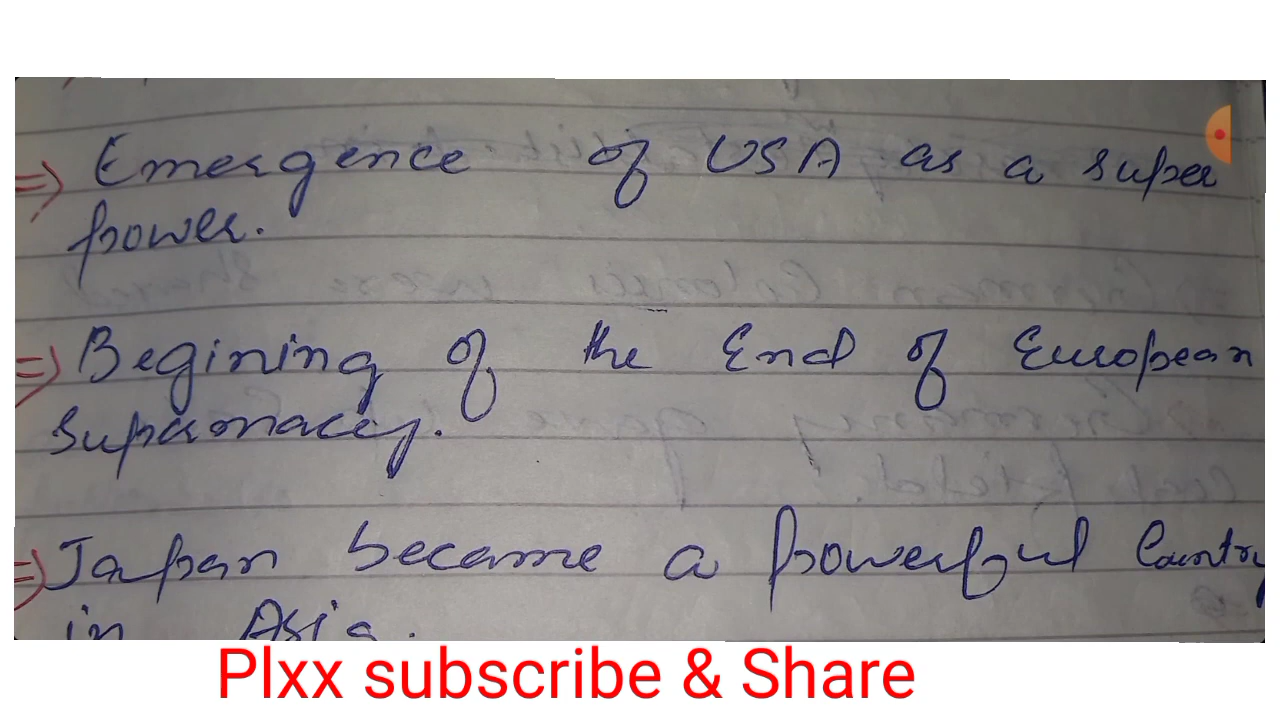 => Emergence of USA as a super
power.
=> Begining of the End of European
supermacey.
=> Japan became a powerful Country
in Asia.
Plxx subscribe & Share